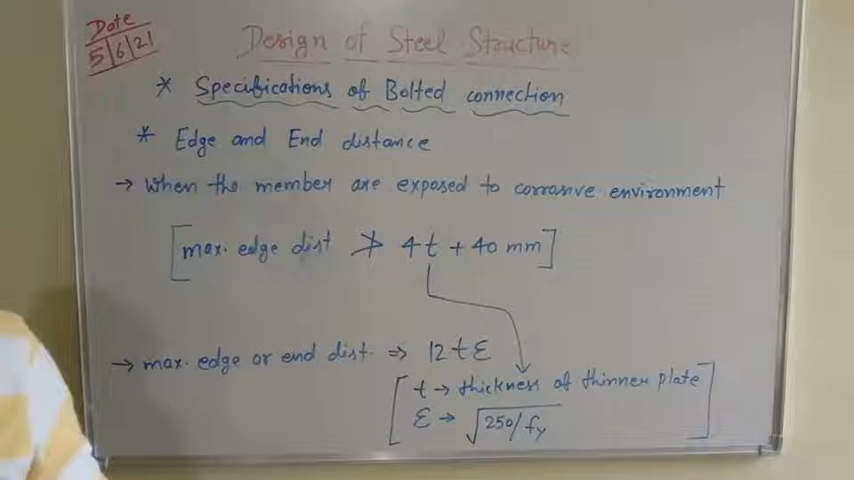 Date
5/6/21
Design of Steel Structure
* Specifications of Bolted connection
* Edge and End distance
→ When the member are exposed to corrosive environment
[max. edge dist ≯ 4t + 40 mm]
→ max. edge or end dist. ⇒ 12 t ε
[t → thickness of thinner plate
ε → √250/fy]